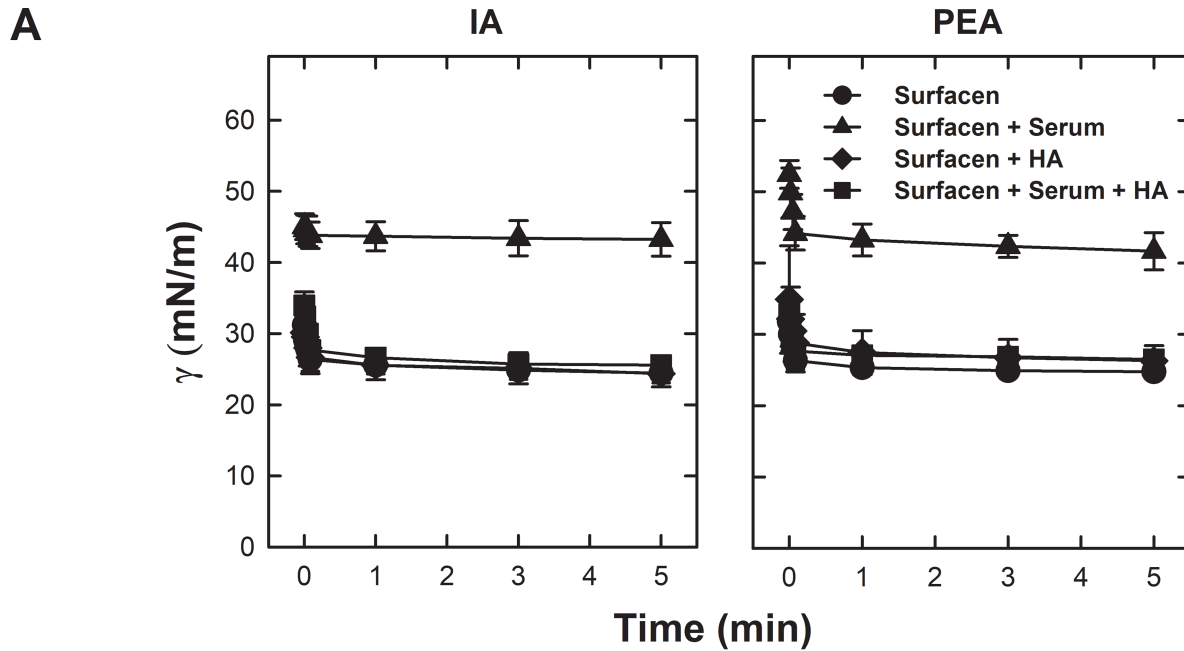 A
IA
PEA
Surfacen
Surfacen + Serum
Surfacen + HA
Surfacen + Serum + HA
γ (mN/m)
60
50
40
30
20
10
0
0 1 2 3 4 5
0 1 2 3 4 5
Time (min)